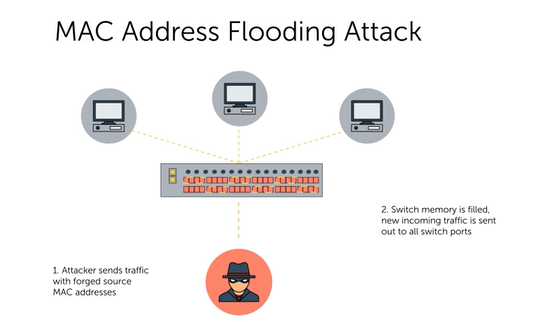 MAC Address Flooding Attack
2. Switch memory is filled,
new incoming traffic is sent
out to all switch ports
1. Attacker sends traffic
with forged source
MAC addresses